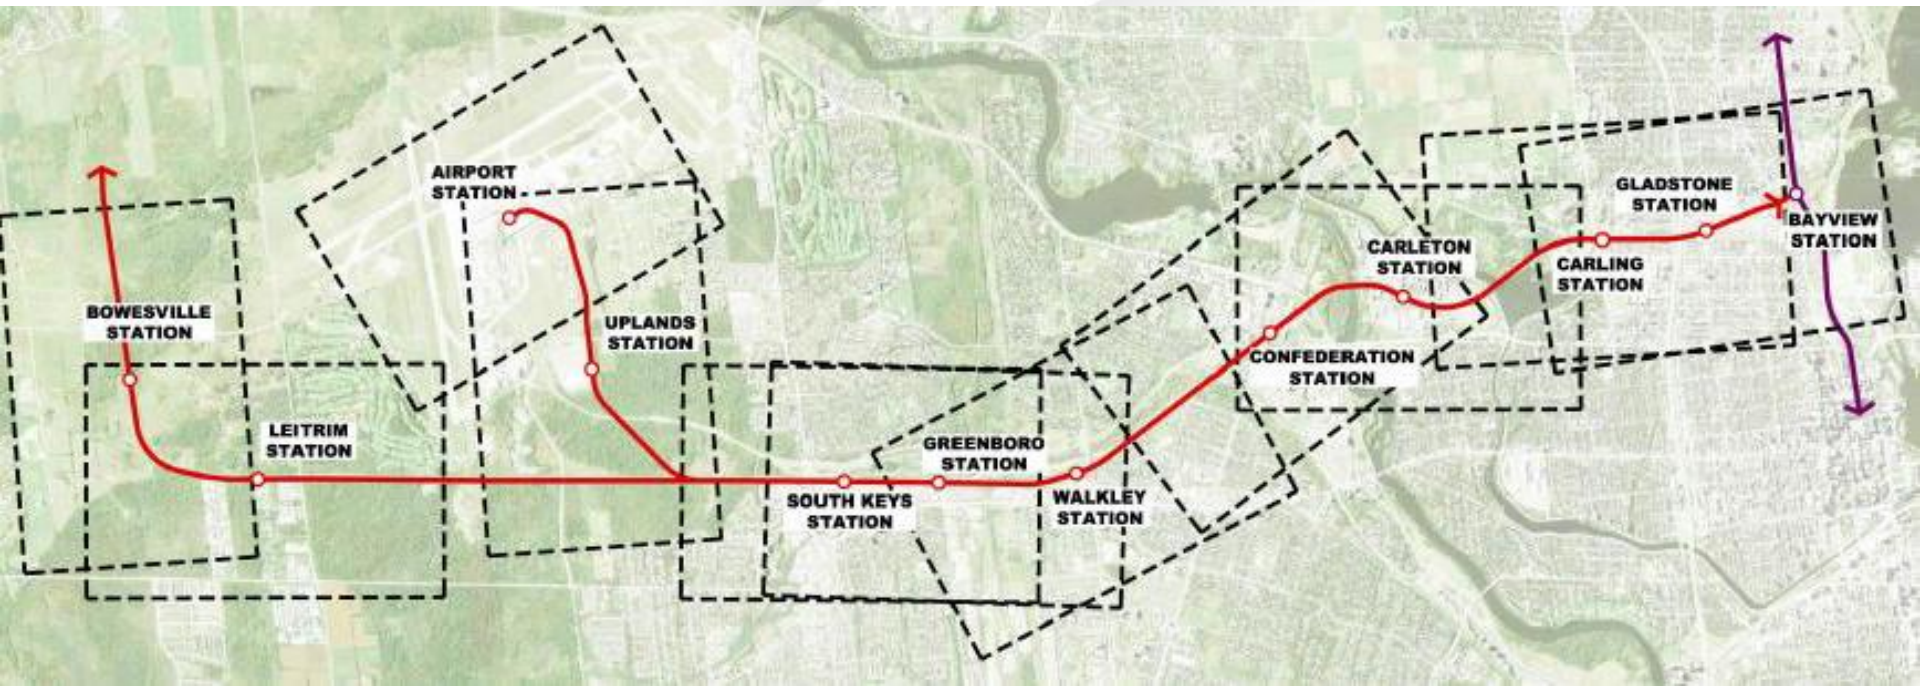 AIRPORT
STATION
BOWESVILLE
STATION
UPLANDS
STATION
LEITRIM
STATION
SOUTH KEYS
STATION
GREENBORO
STATION
WALKLEY
STATION
CONFEDERATION
STATION
CARLETON
STATION
CARLING
STATION
GLADSTONE
STATION
BAYVIEW
STATION